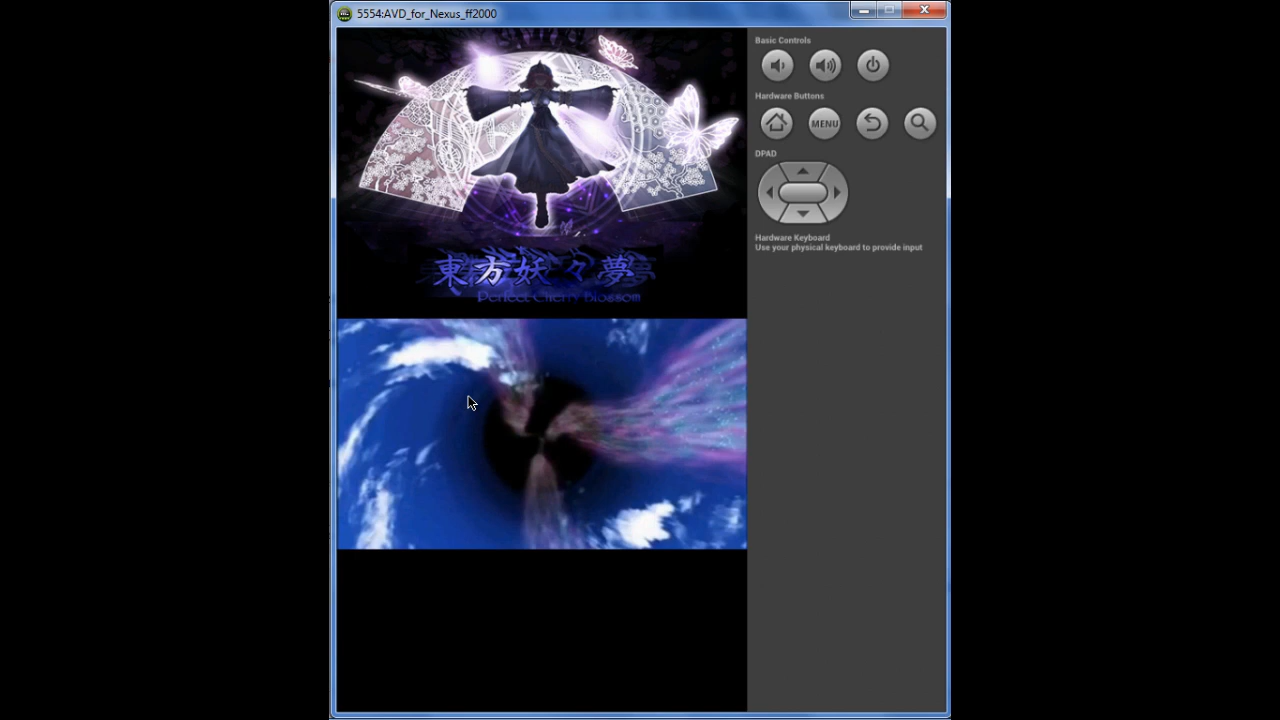 5554:AVD_for_Nexus_ff2000
Basic Controls
Hardware Buttons
MENU
DPAD
Hardware Keyboard
Use your physical keyboard to provide input
東方妖々夢
Perfect Cherry Blossom